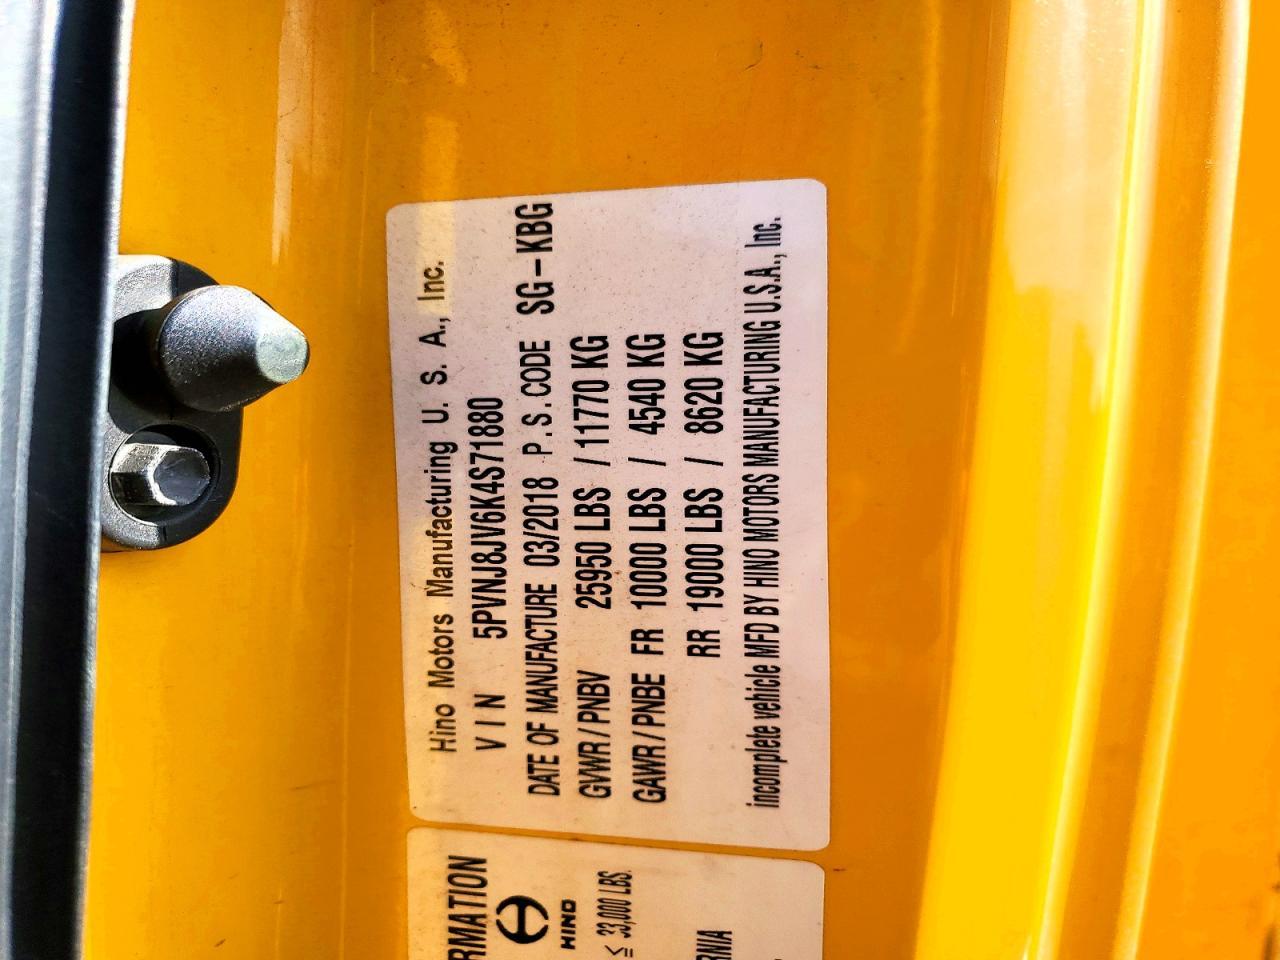 Hino Motors Manufacturing U. S. A., Inc.
VIN 5PVNJ8JV6K4S71880
DATE OF MANUFACTURE 03/2018 P.S.CODE SG-KBG
GVWR/PNBV 25950 LBS /11770 KG
GAWR/PNBE FR 10000 LBS / 4540 KG
RR 19000 LBS / 8620 KG
incomplete vehicle MFD BY HINO MOTORS MANUFACTURING U.S.A., Inc.
RMATION
HINO
≤ 33,000 LBS.
RNIA